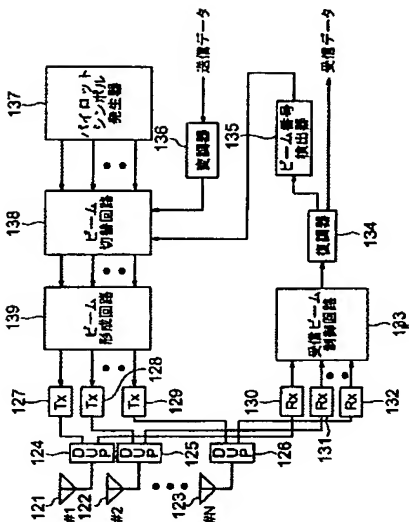 137
パイロット
シンボル
発生器
138
ビーム
切替回路
139
ビーム
形成回路
136
変調器
送信データ
135
ビーム番号
検出器
134
復調器
受信データ
133
受信ビーム
制御回路
127
Tx
128
Tx
129
Tx
130
Rx
131
Rx
132
Rx
124
DUP
125
DUP
126
DUP
121
#1
122
#2
123
#N